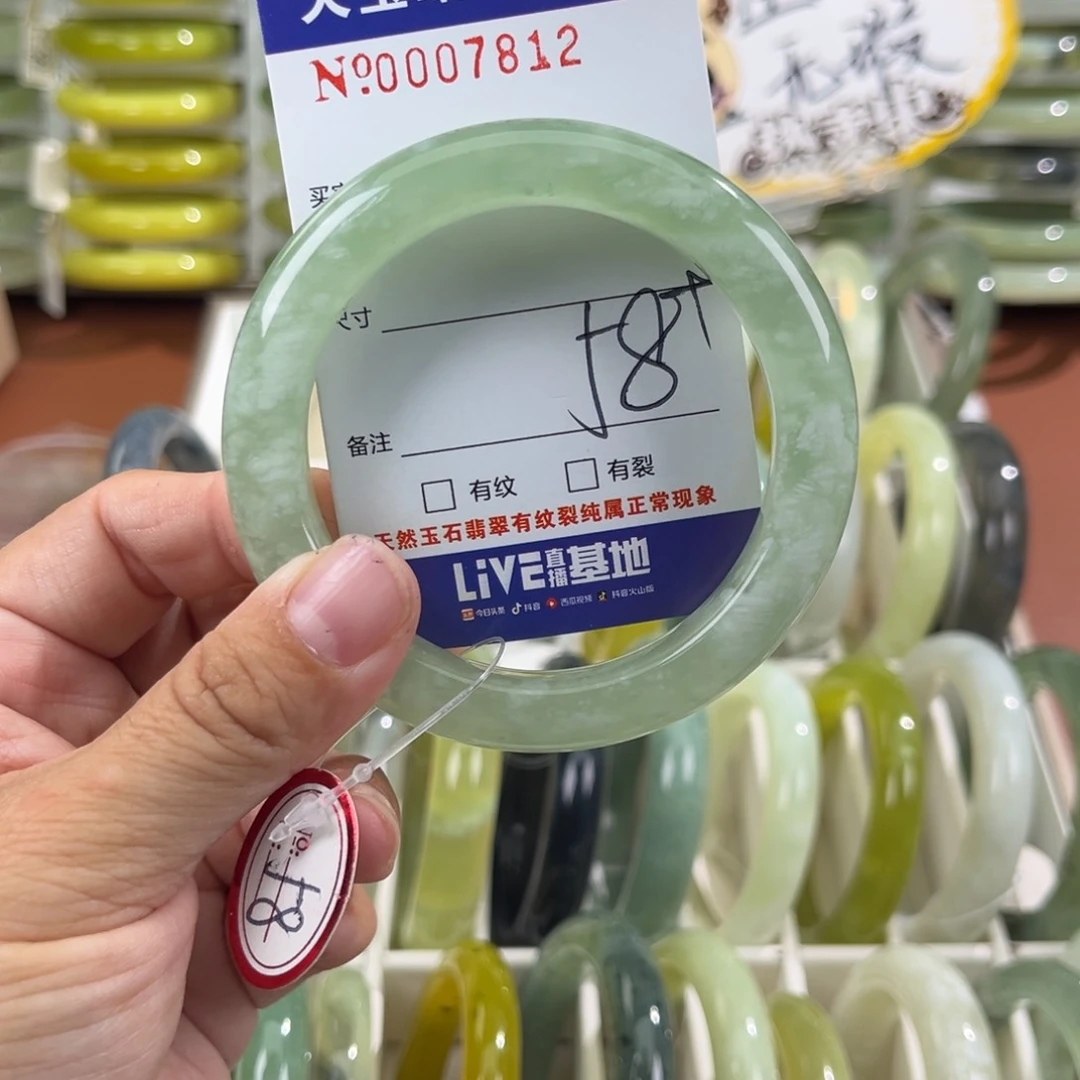 №0007812
尺寸
58↑
备注
□ 有纹 □ 有裂
天然玉石翡翠有纹裂纯属正常现象
LiVE直播基地
今日头条 抖音 西瓜视频 抖音火山版
58